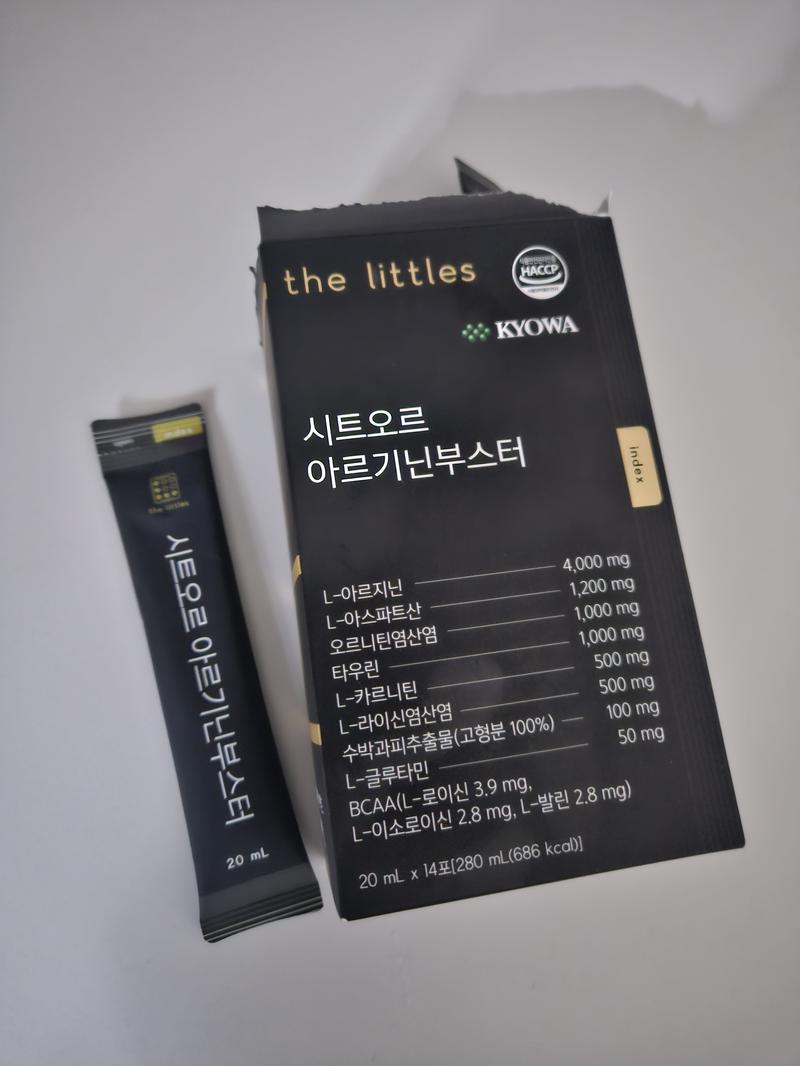 the littles
HACCP
KYOWA
시트오르
아르기닌부스터
index
L-아르지닌 4,000 mg
L-아스파트산 1,200 mg
오르니틴염산염 1,000 mg
타우린 1,000 mg
L-카르니틴 500 mg
L-라이신염산염 500 mg
수박과피추출물(고형분 100%) 100 mg
L-글루타민 50 mg
BCAA(L-로이신 3.9 mg,
L-이소로이신 2.8 mg, L-발린 2.8 mg)
20 mL x 14포[280 mL(686 kcal)]
index
the littles
시트오르 아르기닌부스터
20 mL